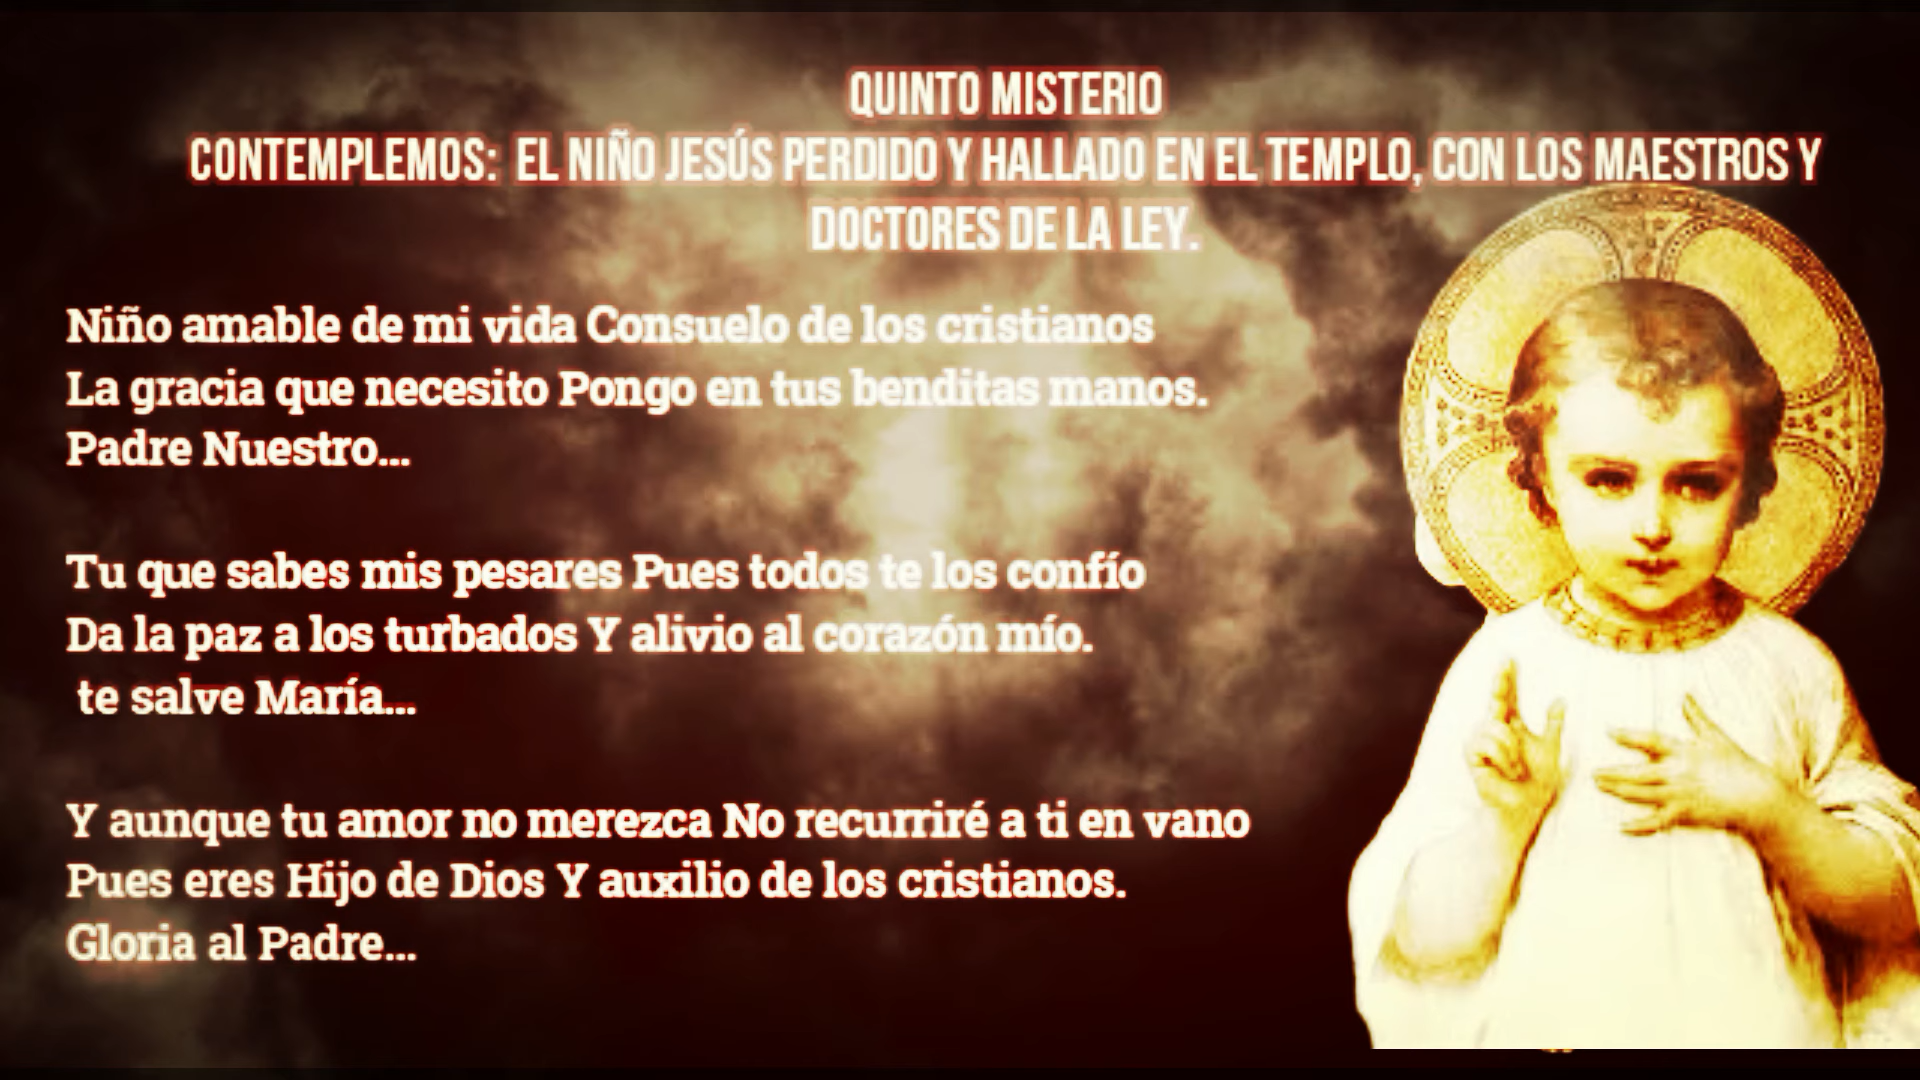 QUINTO MISTERIO
CONTEMPLEMOS: EL NIÑO JESÚS PERDIDO Y HALLADO EN EL TEMPLO, CON LOS MAESTROS Y
DOCTORES DE LA LEY.
Niño amable de mi vida Consuelo de los cristianos
La gracia que necesito Pongo en tus benditas manos.
Padre Nuestro...
Tu que sabes mis pesares Pues todos te los confío
Da la paz a los turbados Y alivio al corazón mío.
te salve María...
Y aunque tu amor no merezca No recurriré a ti en vano
Pues eres Hijo de Dios Y auxilio de los cristianos.
Gloria al Padre...